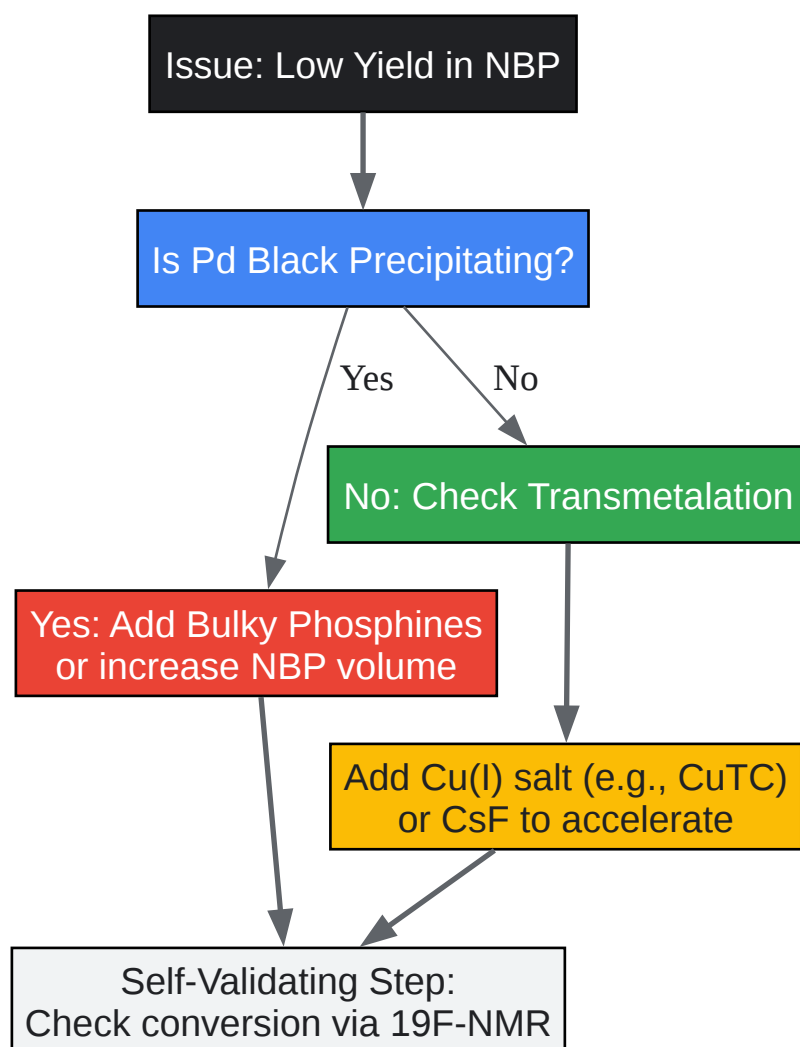 Issue: Low Yield in NBP
Is Pd Black Precipitating?
Yes
No
No: Check Transmetalation
Yes: Add Bulky Phosphines
or increase NBP volume
Add Cu(I) salt (e.g., CuTC)
or CsF to accelerate
Self-Validating Step:
Check conversion via 19F-NMR